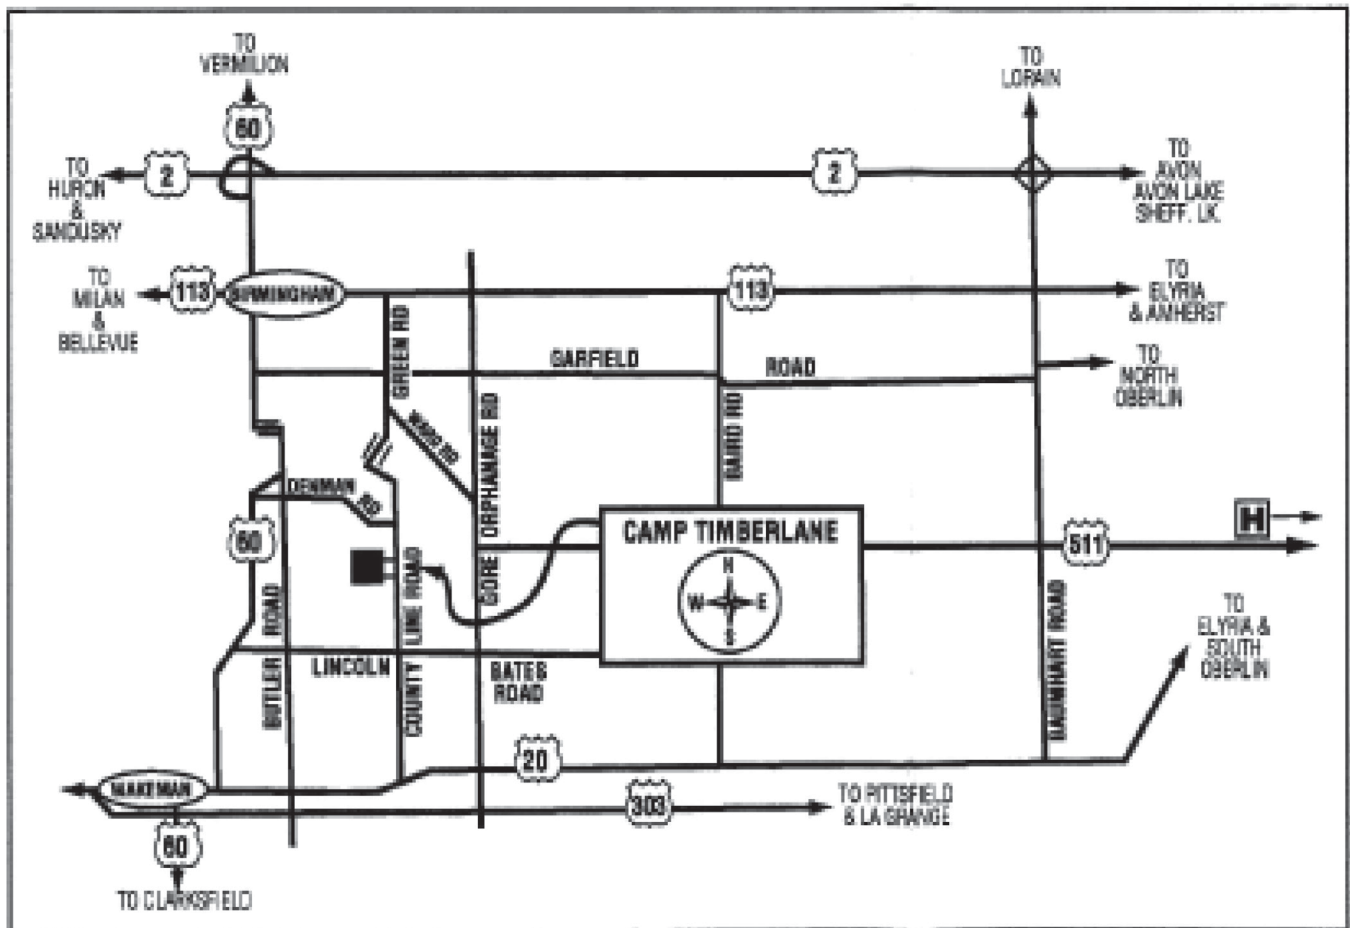 TO
VERMILION
60
TO
LORAIN
TO
HURON
&
SANDUSKY
2
2
TO
AVON
AVON LAKE
SHEFF. LK.
TO
MILAN
&
BELLEVUE
113
BIRMINGHAM
113
TO
ELYRIA
& AMHERST
GREEN RD
GARFIELD
ROAD
TO
NORTH
OBERLIN
WARD RD
GORE ORPHANAGE RD
BAIRD RD
DENMAN
RD
60
CAMP TIMBERLANE
N
W E
S
H
511
BUTLER ROAD
COUNTY LINE ROAD
LINCOLN
BATES
ROAD
BAUMHART ROAD
TO
ELYRIA &
SOUTH
OBERLIN
20
WAKEMAN
303
TO PITTSFIELD
& LA GRANGE
60
TO CLARKSFIELD